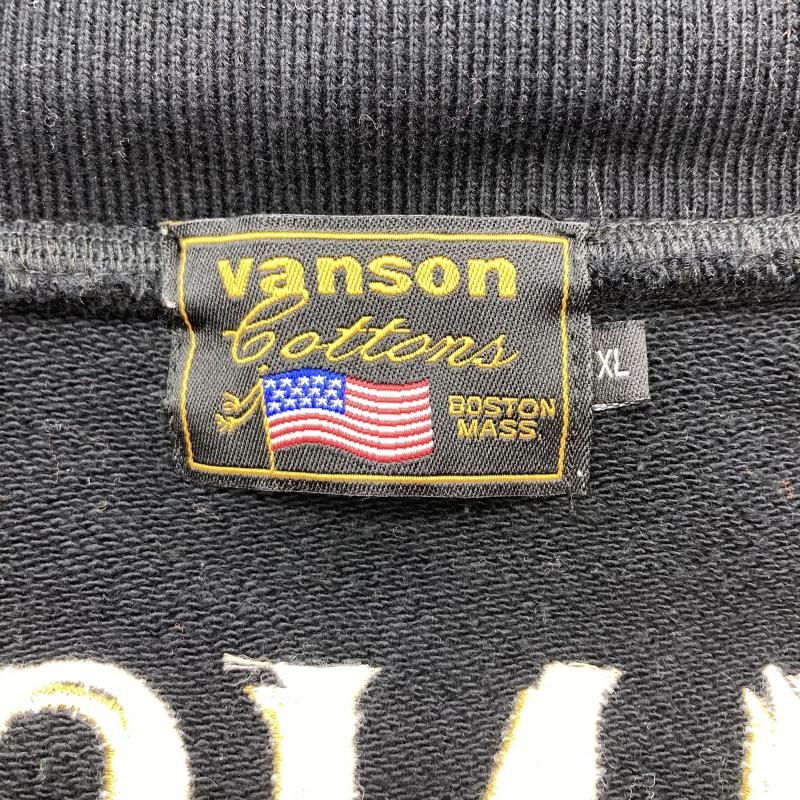 vanson
Cottons
BOSTON
MASS.
XL